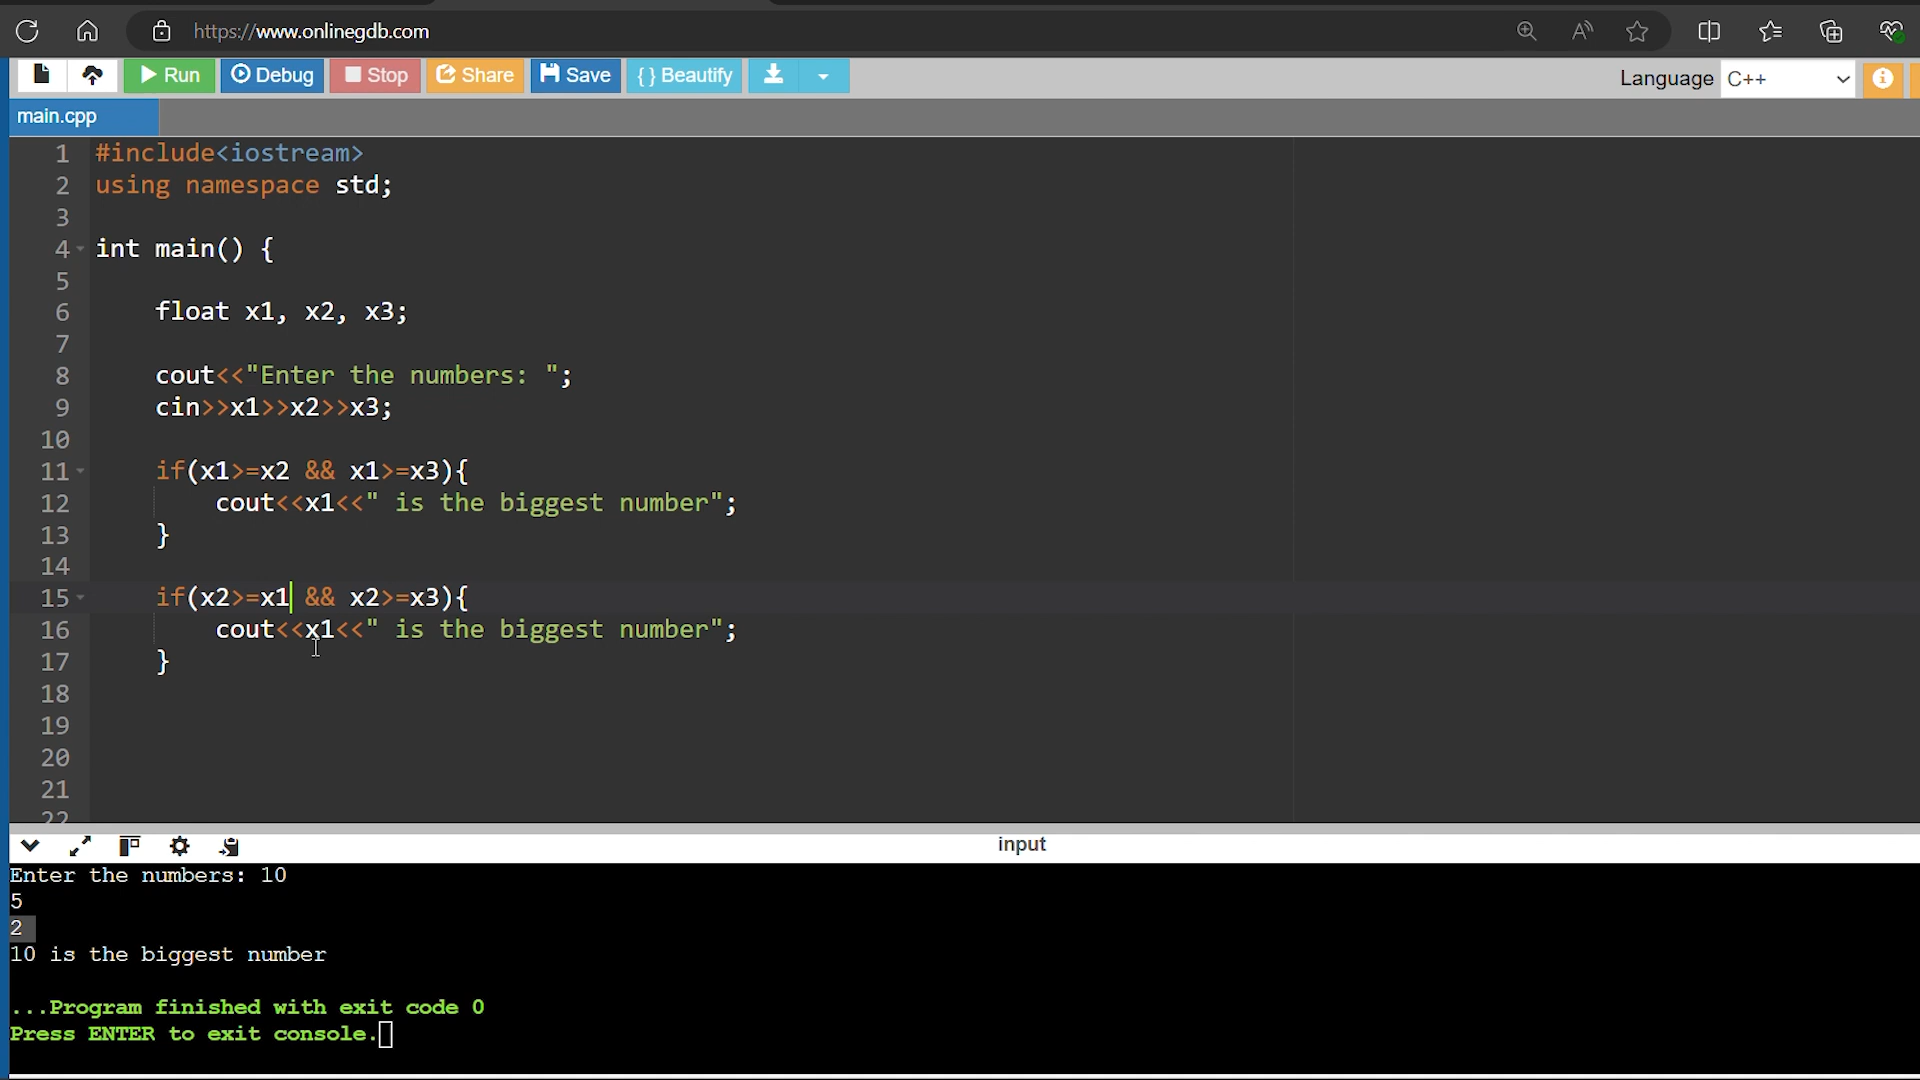 https://www.onlinegdb.com
Run Debug Stop Share Save {} Beautify Language C++
main.cpp
1 #include<iostream>
2 using namespace std;
3
4 int main() {
5
6 float x1, x2, x3;
7
8 cout<<"Enter the numbers: ";
9 cin>>x1>>x2>>x3;
10
11 if(x1>=x2 && x1>=x3){
12 cout<<x1<<" is the biggest number";
13 }
14
15 if(x2>=x1 && x2>=x3){
16 cout<<x1<<" is the biggest number";
17 }
18
19
20
21
22
input
Enter the numbers: 10
5
2
10 is the biggest number
...Program finished with exit code 0
Press ENTER to exit console.